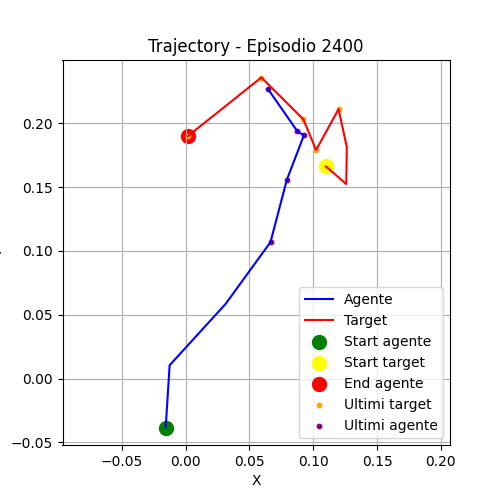 Trajectory - Episodio 2400
0.20
0.15
0.10
0.05
0.00
−0.05
−0.05
0.00
0.05
0.10
0.15
0.20
X
Agente
Target
Start agente
Start target
End agente
Ultimi target
Ultimi agente